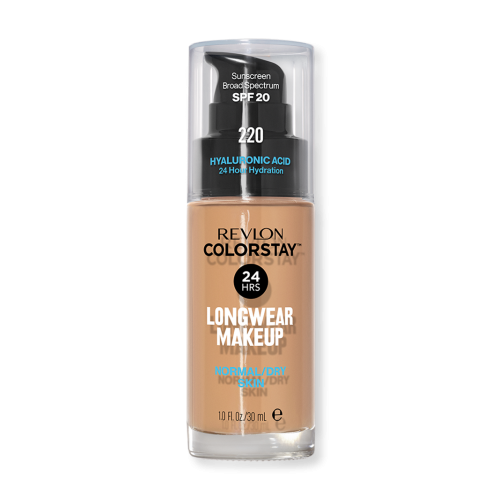 Sunscreen
Broad Spectrum
SPF 20
220
HYALURONIC ACID
24 Hour Hydration
REVLON
COLORSTAY™
24
HRS
LONGWEAR
MAKEUP
NORMAL/DRY
SKIN
1.0 Fl. Oz./30 mL e